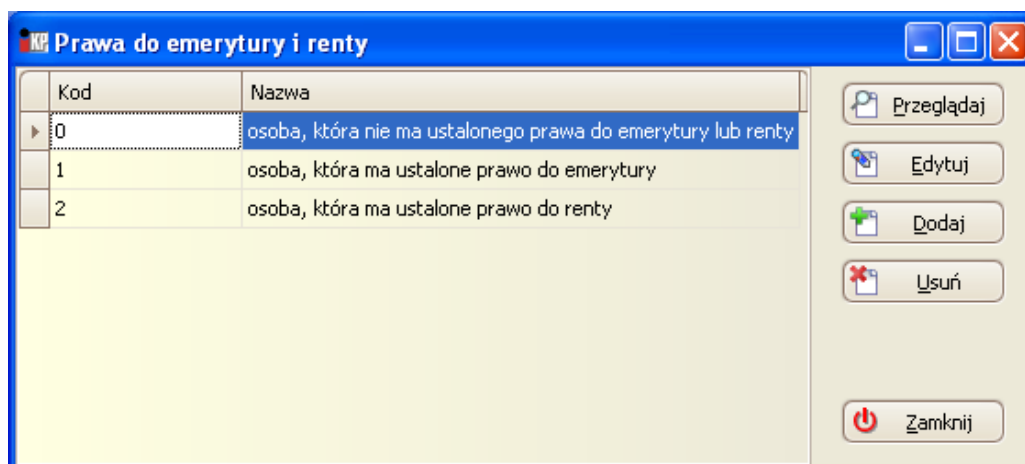 KP Prawa do emerytury i renty
Kod Nazwa
0 osoba, która nie ma ustalonego prawa do emerytury lub renty
1 osoba, która ma ustalone prawo do emerytury
2 osoba, która ma ustalone prawo do renty
Przeglądaj
Edytuj
Dodaj
Usuń
Zamknij